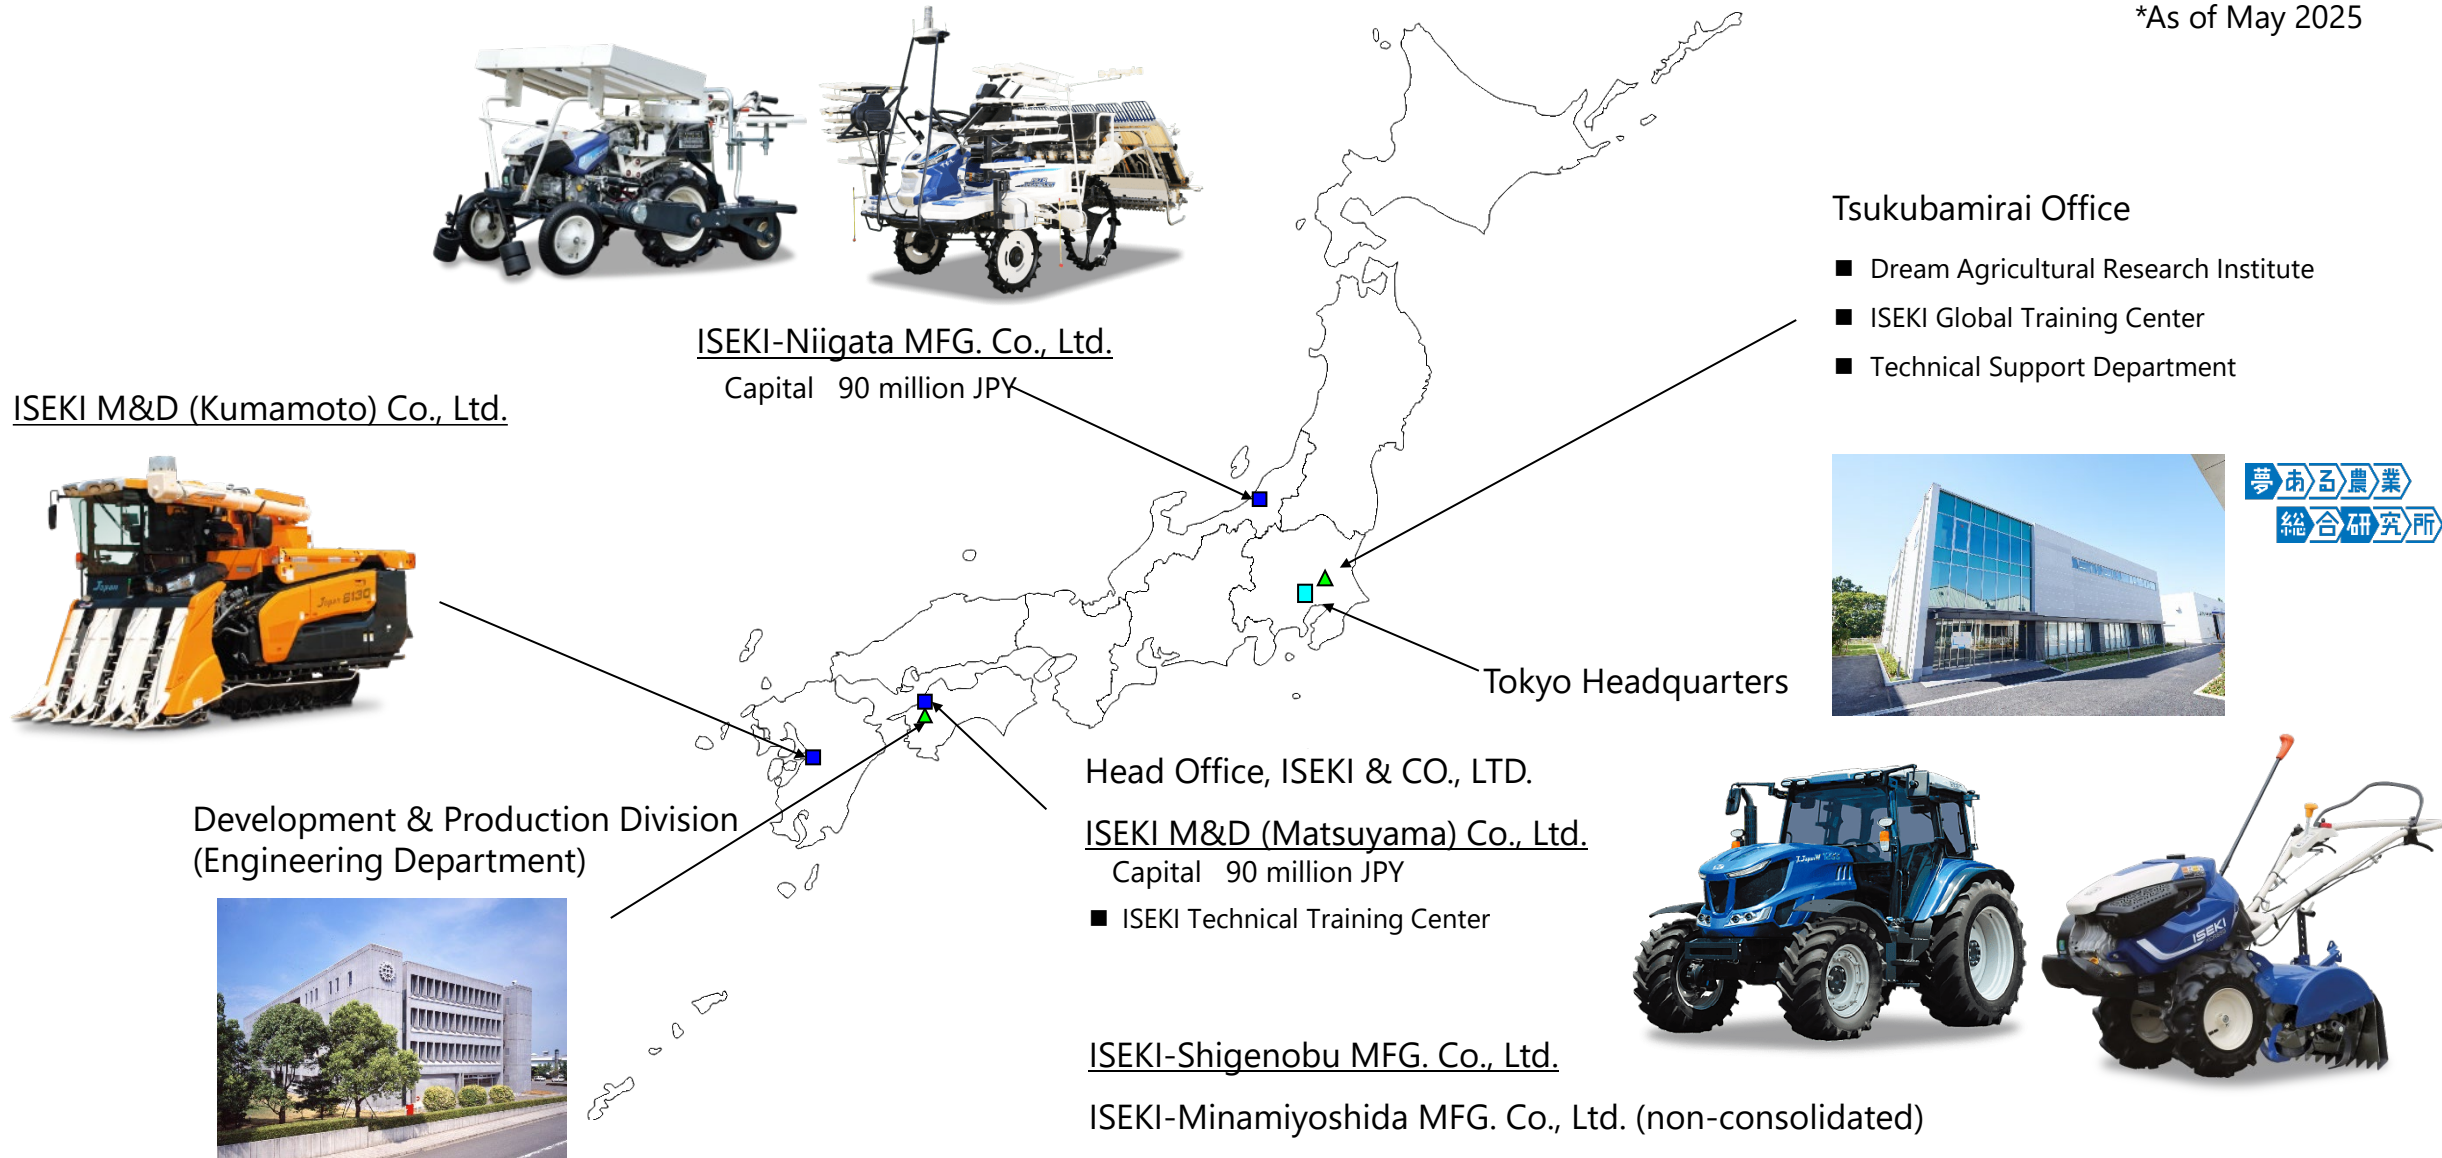 *As of May 2025
ISEKI-Niigata MFG. Co., Ltd.
Capital 90 million JPY
ISEKI M&D (Kumamoto) Co., Ltd.
Tsukubamirai Office
■ Dream Agricultural Research Institute
■ ISEKI Global Training Center
■ Technical Support Department
夢ある農業
総合研究所
Tokyo Headquarters
Development & Production Division
(Engineering Department)
Head Office, ISEKI & CO., LTD.
ISEKI M&D (Matsuyama) Co., Ltd.
Capital 90 million JPY
■ ISEKI Technical Training Center
ISEKI-Shigenobu MFG. Co., Ltd.
ISEKI-Minamiyoshida MFG. Co., Ltd. (non-consolidated)
Japan
Japan 6130
ISEKI